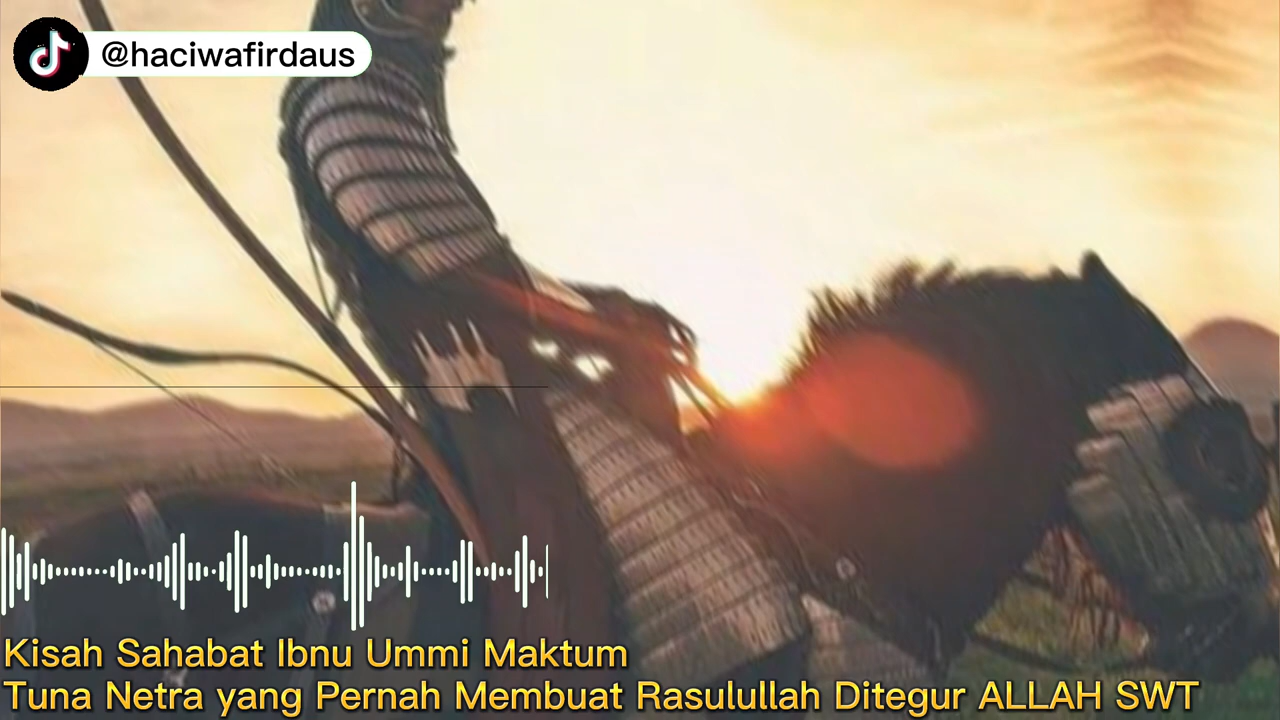 @haciwafirdaus
Kisah Sahabat Ibnu Ummi Maktum
Tuna Netra yang Pernah Membuat Rasulullah Ditegur ALLAH SWT